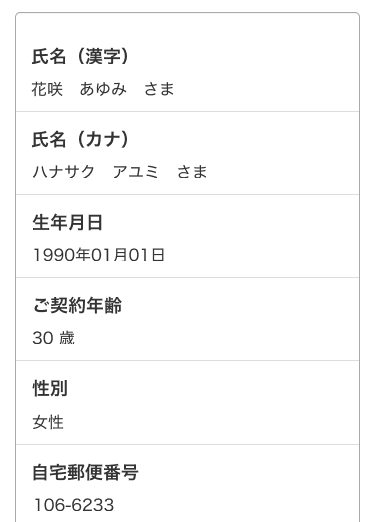 氏名（漢字）
花咲　あゆみ　さま
氏名（カナ）
ハナサク　アユミ　さま
生年月日
1990年01月01日
ご契約年齢
30 歳
性別
女性
自宅郵便番号
106-6233